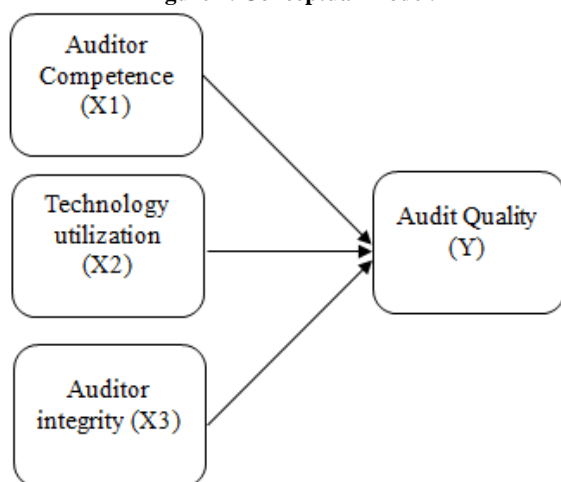 Auditor
Competence
(X1)
Technology
utilization
(X2)
Audit Quality
(Y)
Auditor
integrity (X3)